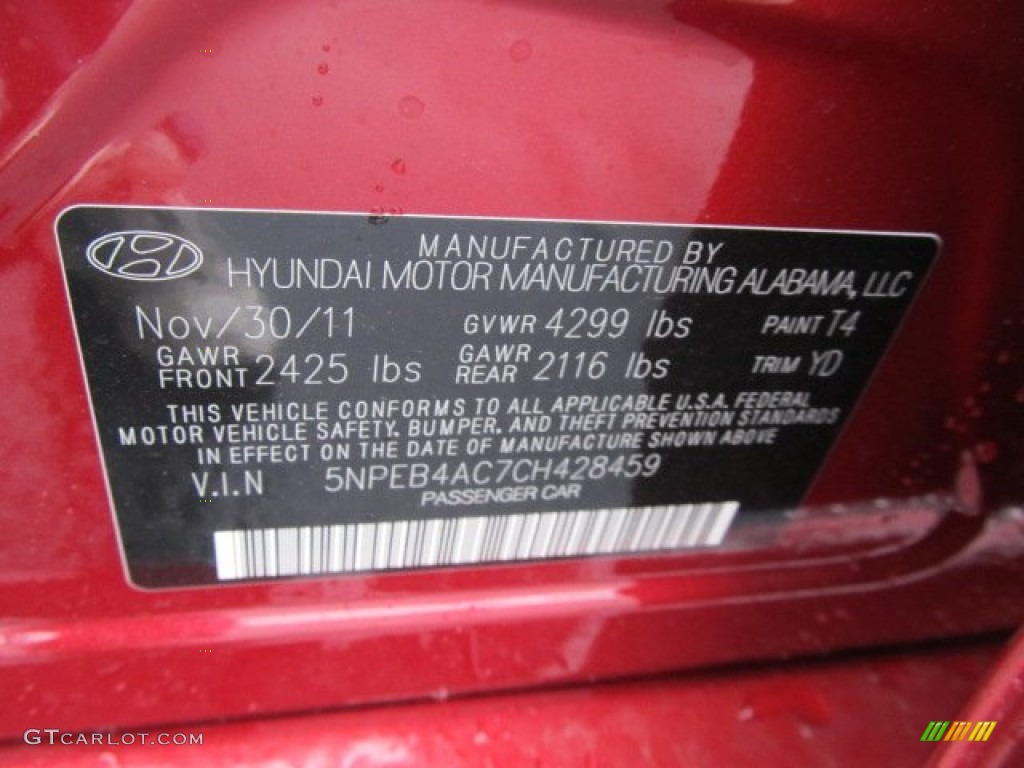 MANUFACTURED BY
HYUNDAI MOTOR MANUFACTURING ALABAMA, LLC
Nov/30/11 GVWR 4299 lbs PAINT T4
GAWR FRONT 2425 lbs GAWR REAR 2116 lbs TRIM YD
THIS VEHICLE CONFORMS TO ALL APPLICABLE U.S.A. FEDERAL
MOTOR VEHICLE SAFETY, BUMPER, AND THEFT PREVENTION STANDARDS
IN EFFECT ON THE DATE OF MANUFACTURE SHOWN ABOVE
V.I.N 5NPEB4AC7CH428459
PASSENGER CAR
GTCARLOT.COM